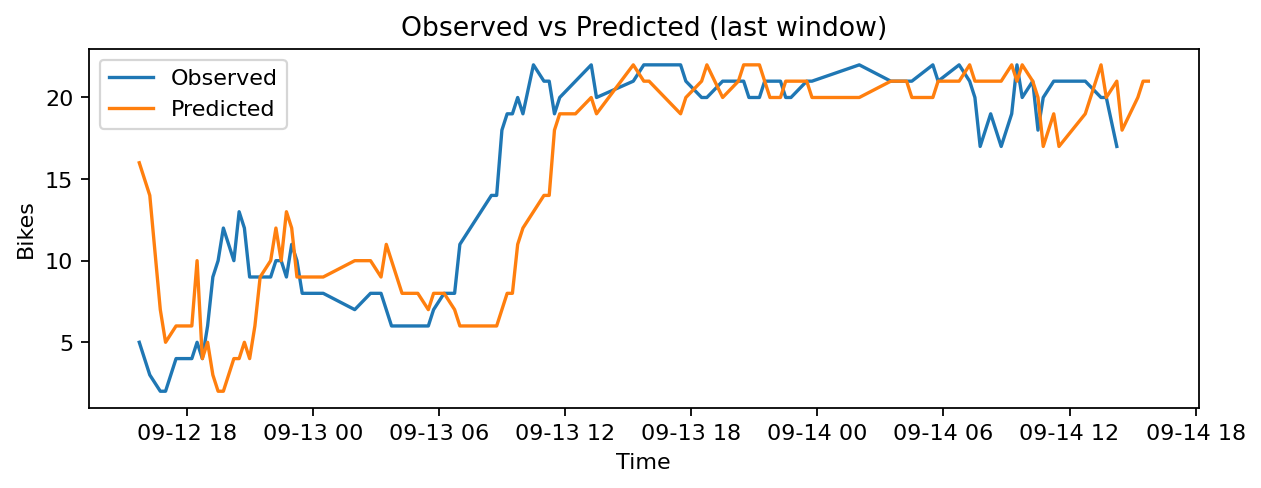 Observed vs Predicted (last window)
Observed
Predicted
Bikes
20
15
10
5
09-12 18 09-13 00 09-13 06 09-13 12 09-13 18 09-14 00 09-14 06 09-14 12 09-14 18
Time